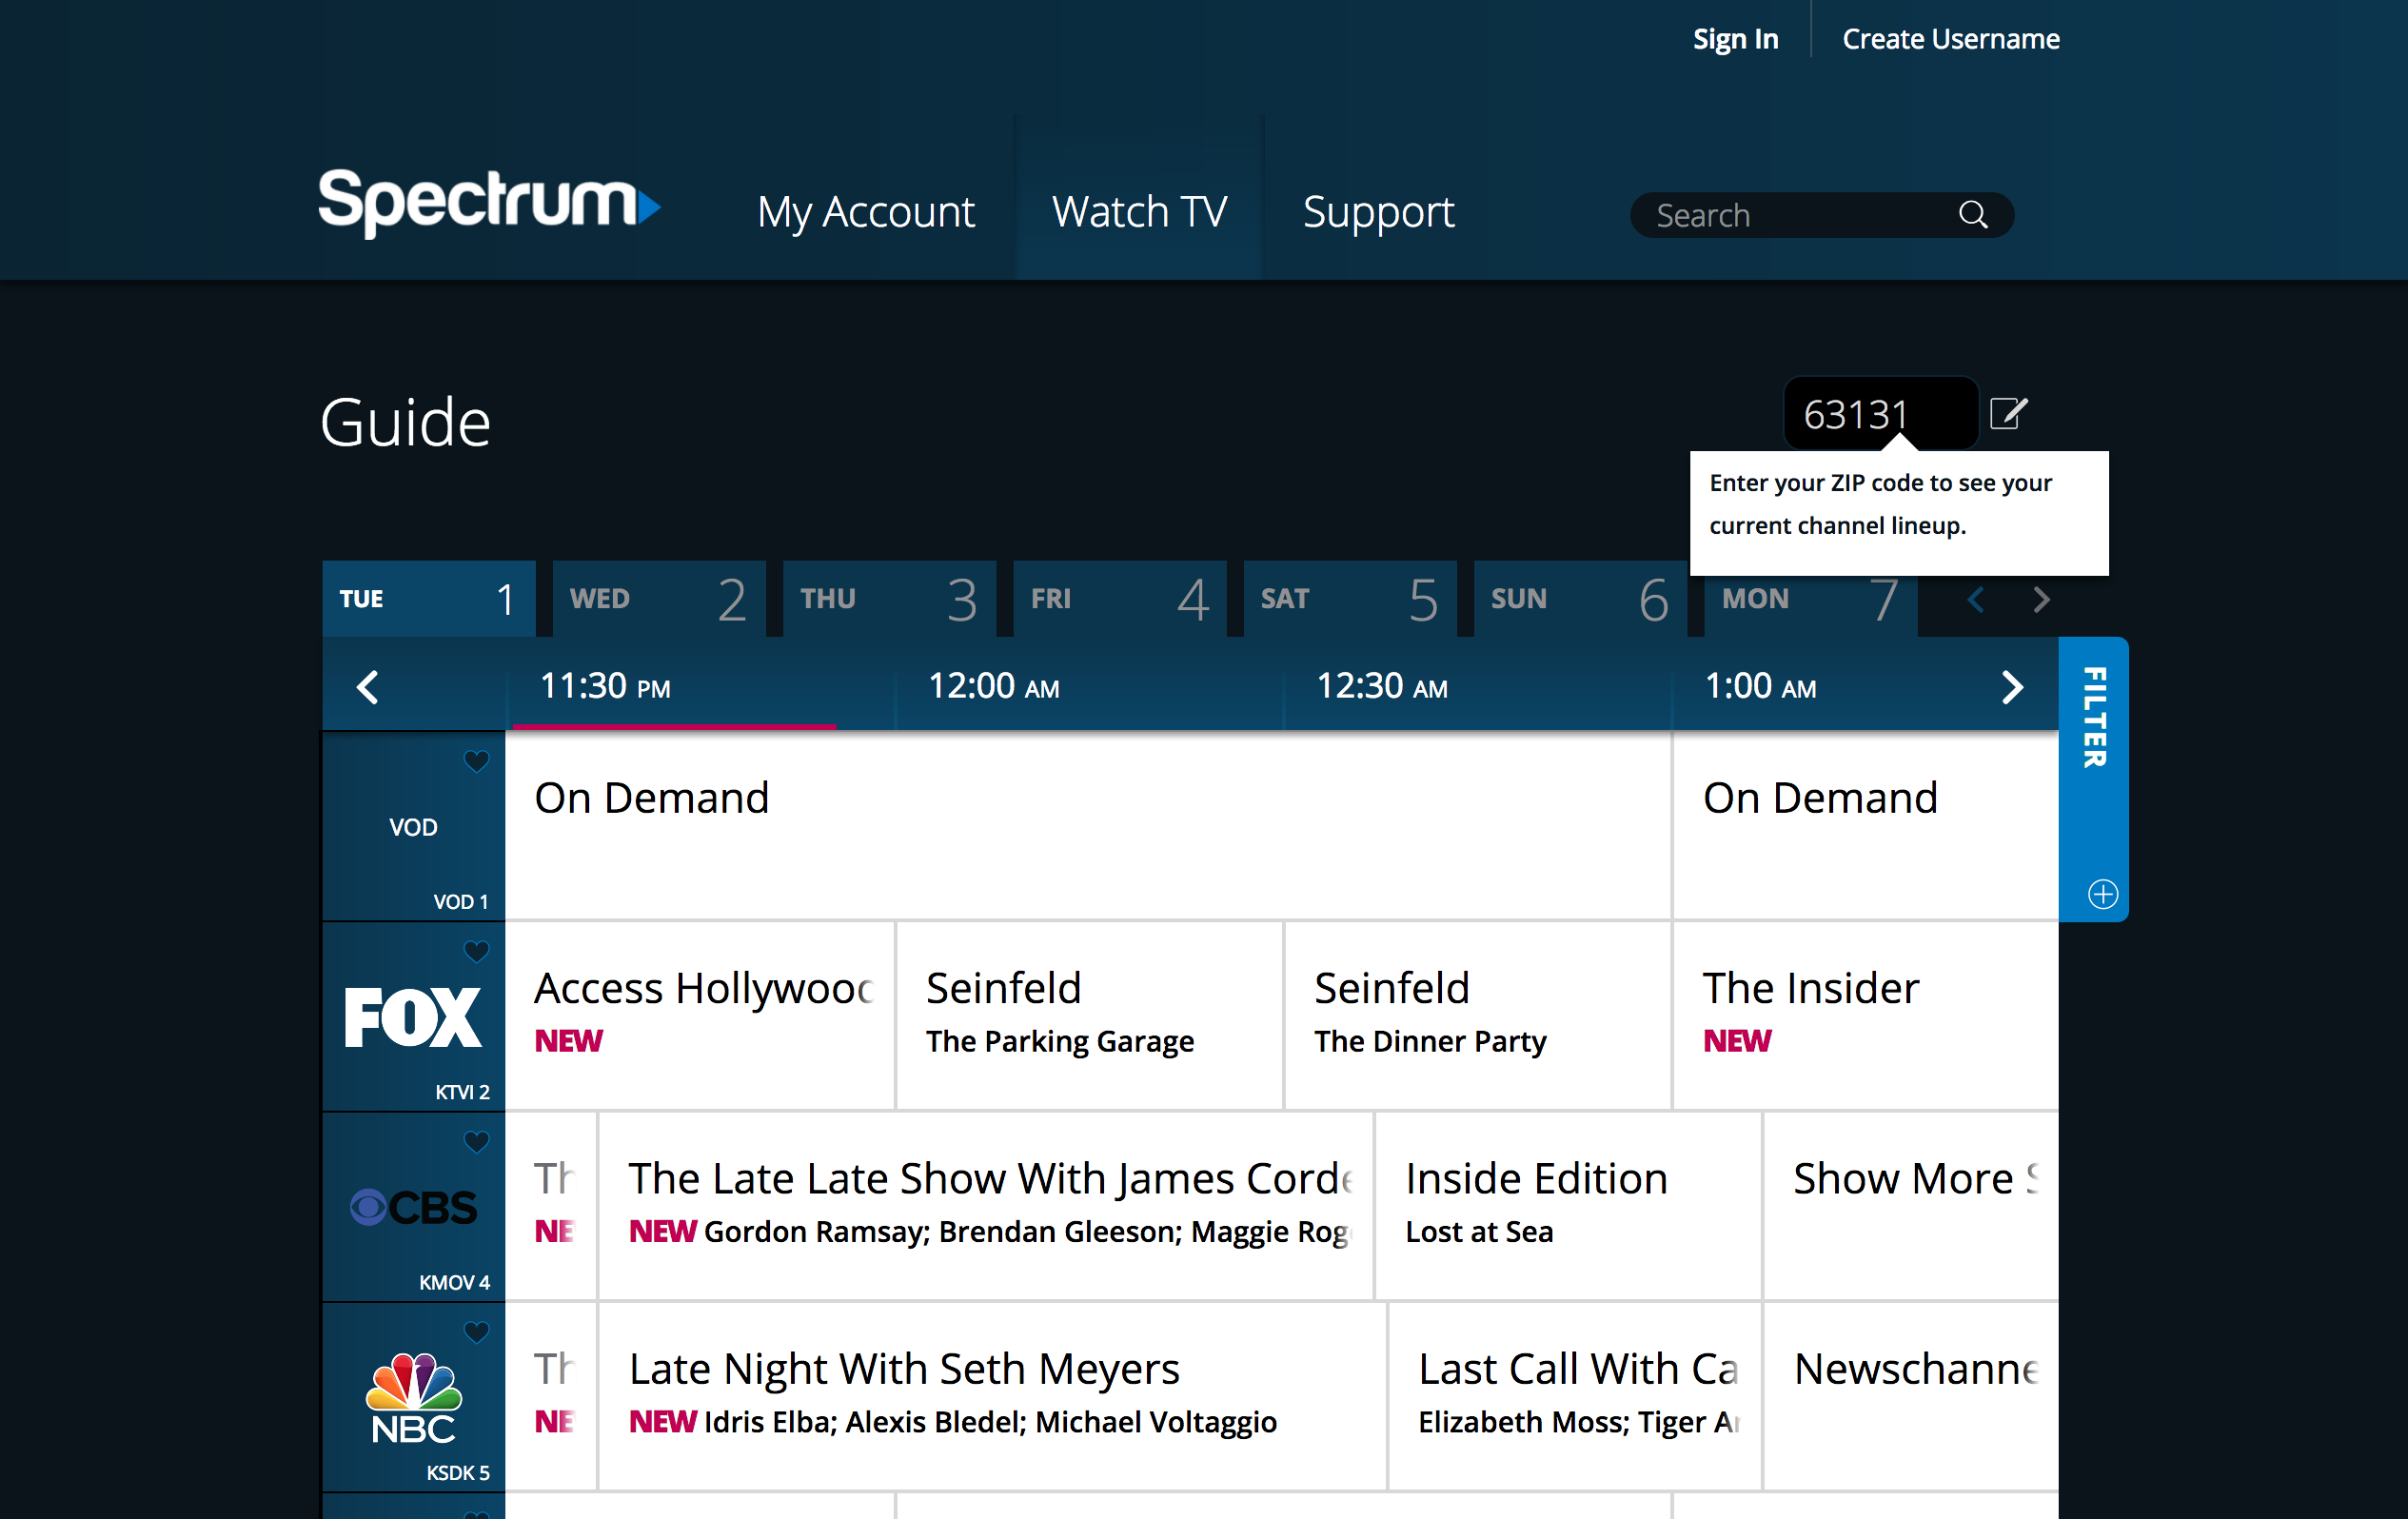 Sign In Create Username
Spectrum My Account Watch TV Support Search
Guide 63131
Enter your ZIP code to see your
current channel lineup.
TUE 1 WED 2 THU 3 FRI 4 SAT 5 SUN 6 MON 7
11:30 PM 12:00 AM 12:30 AM 1:00 AM
FILTER
On Demand On Demand
VOD
VOD 1
Access Hollywood Seinfeld Seinfeld The Insider
NEW The Parking Garage The Dinner Party NEW
FOX
KTVI 2
Th The Late Late Show With James Corde Inside Edition Show More S
NE NEW Gordon Ramsay; Brendan Gleeson; Maggie Rog Lost at Sea
CBS
KMOV 4
Th Late Night With Seth Meyers Last Call With Ca Newschanne
NE NEW Idris Elba; Alexis Bledel; Michael Voltaggio Elizabeth Moss; Tiger Ar
NBC
KSDK 5